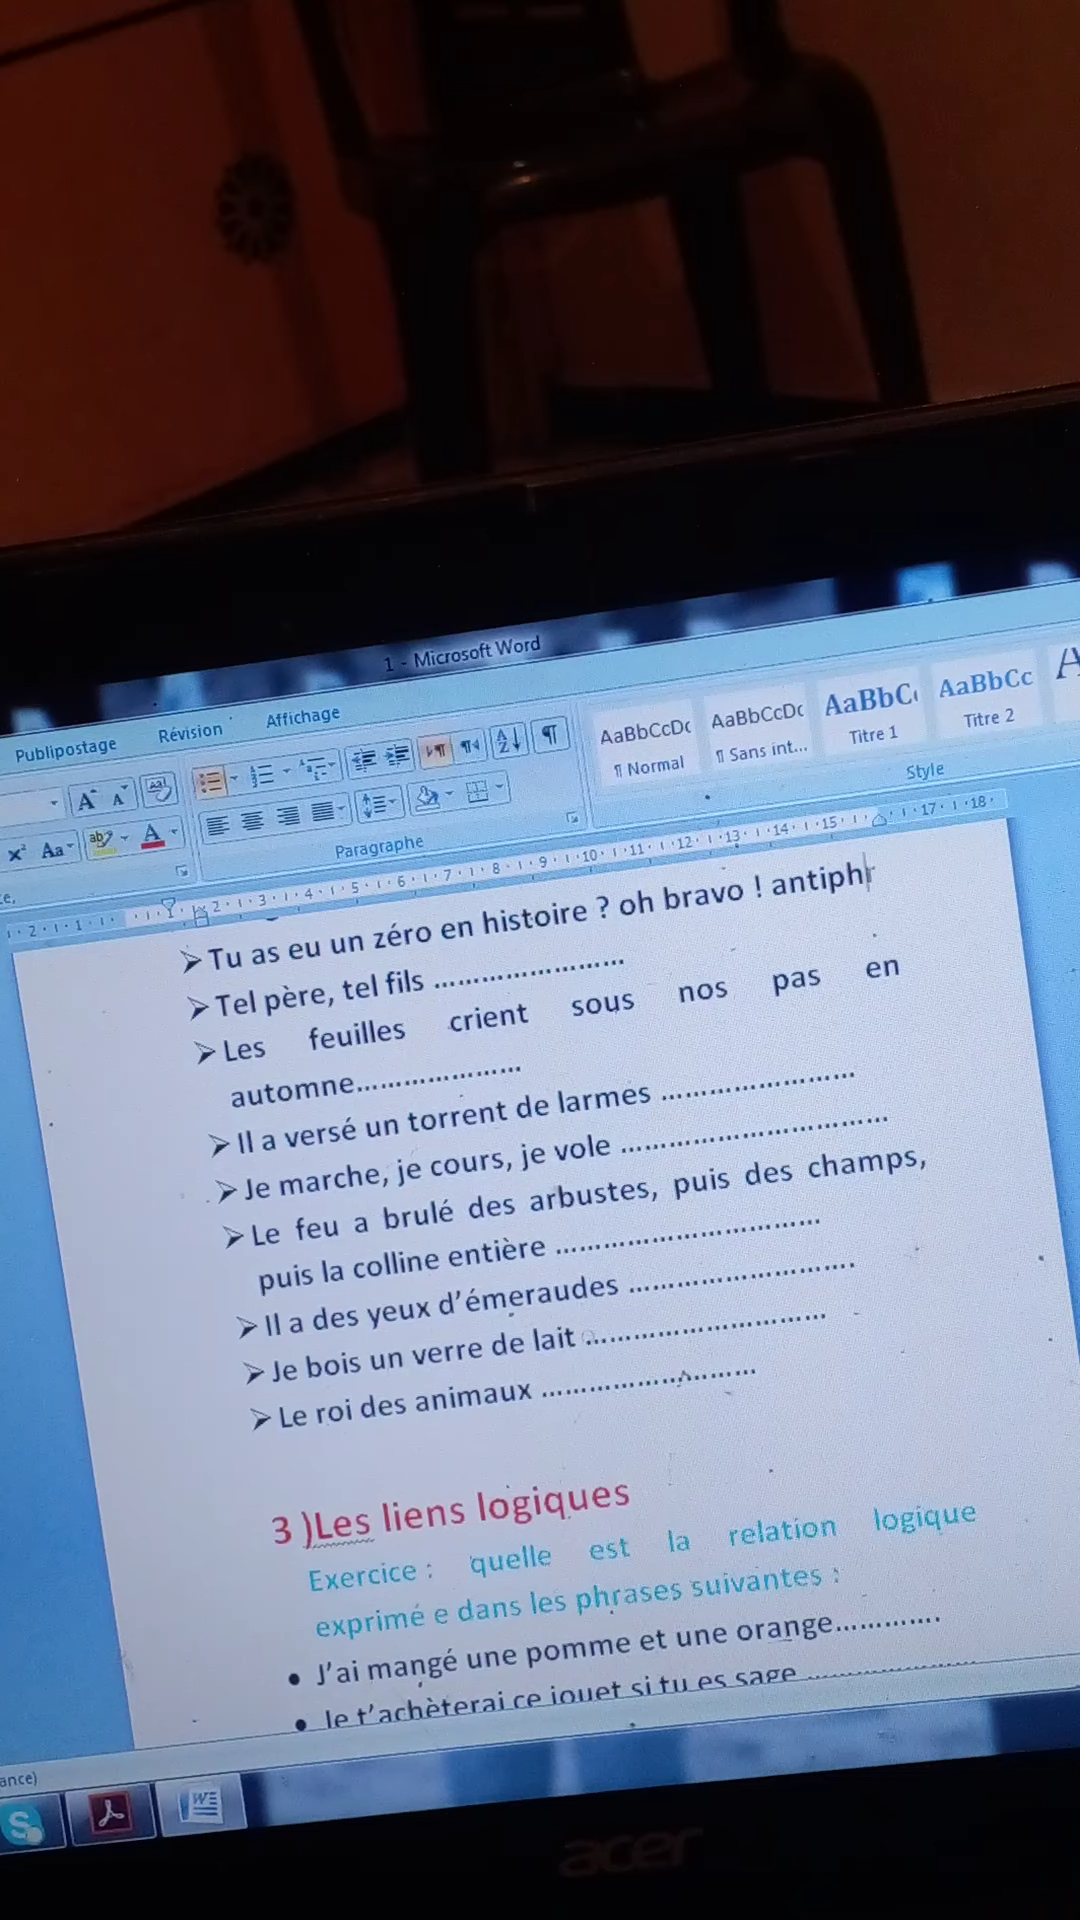 1 - Microsoft Word
Publipostage Révision Affichage
AaBbCcDc AaBbCcDc AaBbC AaBbCc
¶ Normal ¶ Sans int... Titre 1 Titre 2
Paragraphe Style
Tu as eu un zéro en histoire ? oh bravo ! antiphr
Tel père, tel fils ........................
Les feuilles crient sous nos pas en
automne.....................
Il a versé un torrent de larmes ........................
Je marche, je cours, je vole .................................
Le feu a brulé des arbustes, puis des champs,
puis la colline entière .................................
Il a des yeux d'émeraudes ............................
Je bois un verre de lait ..............................
Le roi des animaux ...........................
3 )Les liens logiques
Exercice : quelle est la relation logique
exprimé e dans les phrases suivantes :
• J'ai mangé une pomme et une orange.............
• Je t'achèterai ce jouet si tu es sage .....................
ance)
acer